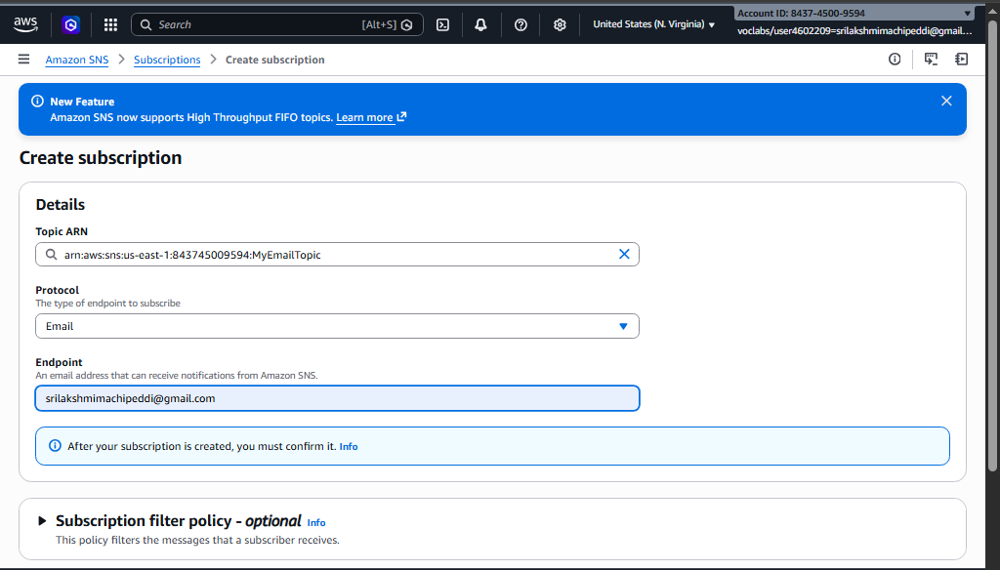 aws
Search
[Alt+S]
United States (N. Virginia)
Account ID: 8437-4500-9594
voclabs/user4602209=srilakshmimachipeddi@gmail...
Amazon SNS
Subscriptions
Create subscription
New Feature
Amazon SNS now supports High Throughput FIFO topics. Learn more
Create subscription
Details
Topic ARN
arn:aws:sns:us-east-1:843745009594:MyEmailTopic
Protocol
The type of endpoint to subscribe
Email
Endpoint
An email address that can receive notifications from Amazon SNS.
srilakshmimachipeddi@gmail.com
After your subscription is created, you must confirm it. Info
Subscription filter policy - optional Info
This policy filters the messages that a subscriber receives.